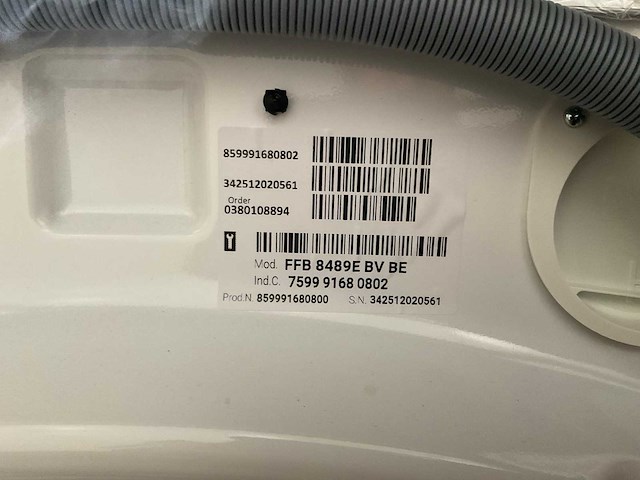 859991680802
342512020561
Order
0380108894
Mod. FFB 8489E BV BE
Ind.C. 7599 9168 0802
Prod.N. 859991680800 S.N. 342512020561